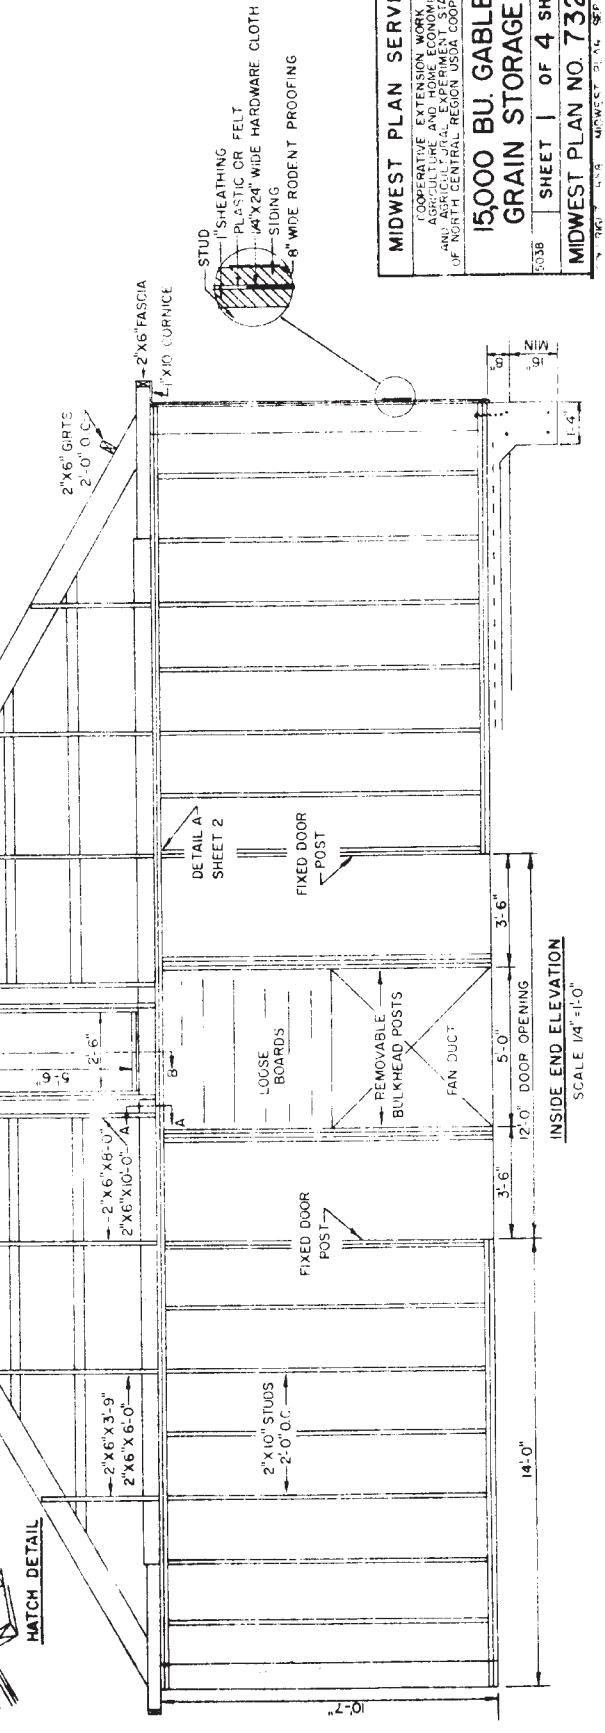 STUD
1" SHEATHING
PLASTIC OR FELT
1/4"X24" WIDE HARDWARE CLOTH
SIDING
8" WIDE RODENT PROOFING
2"X6" FASCIA
1"X10 CORNICE
2"X6" GIRTS
2'-0" O.C.
8"
16"
MIN
1'-4"
DETAIL A
SHEET 2
FIXED DOOR
POST
2'-6"
B
A
A
LOOSE
BOARDS
REMOVABLE
BULKHEAD POSTS
FAN DUCT
2"X6"X8'-0"
2"X6"X10'-0"
FIXED DOOR
POST
2"X6"X3'-9"
2"X6"X6'-0"
2"X10" STUDS
2'-0" O.C.
HATCH DETAIL
10'-7"
14'-0"
3'-6"
5'-0"
3'-6"
12'-0" DOOR OPENING
INSIDE END ELEVATION
SCALE 1/4"=1'-0"
MIDWEST PLAN SERV
COOPERATIVE EXTENSION WORK
AGRICULTURE AND HOME ECONOMI
AND AGRICULTURAL EXPERIMENT STA
OF NORTH CENTRAL REGION USDA COOP
15,000 BU. GABLE
GRAIN STORAGE
5038
SHEET 1 OF 4 SH
MIDWEST PLAN NO. 732